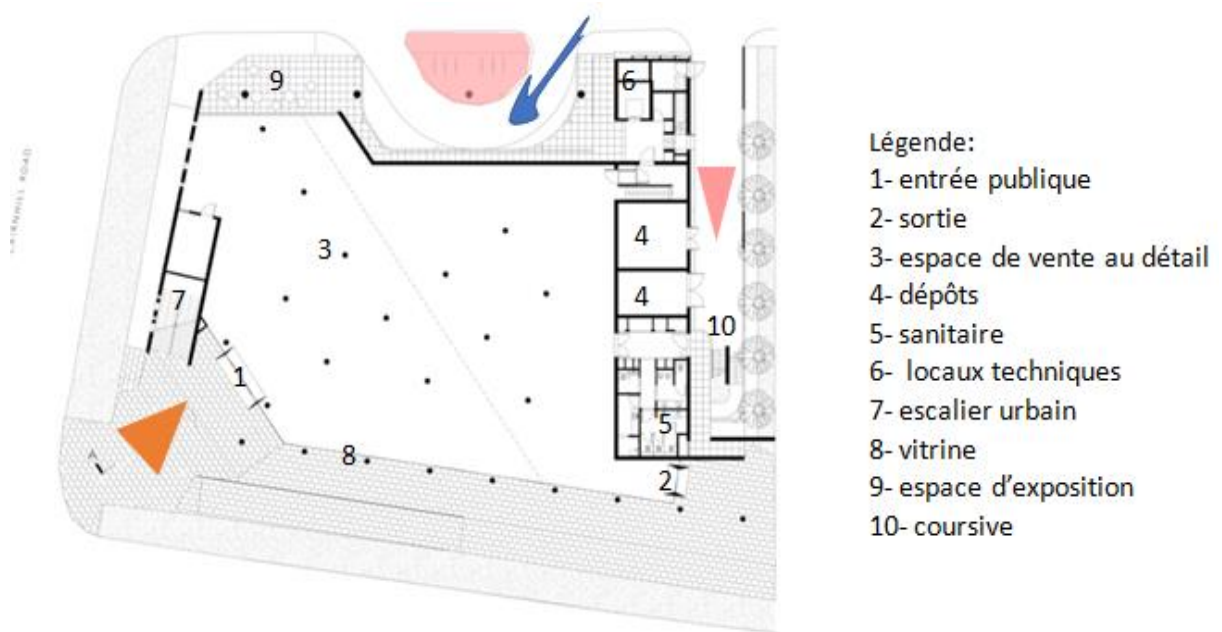 9
6
CAIRNHILL ROAD
3
4
4
7
10
1
5
8
2
A
Légende:
1- entrée publique
2- sortie
3- espace de vente au détail
4- dépôts
5- sanitaire
6- locaux techniques
7- escalier urbain
8- vitrine
9- espace d'exposition
10- coursive